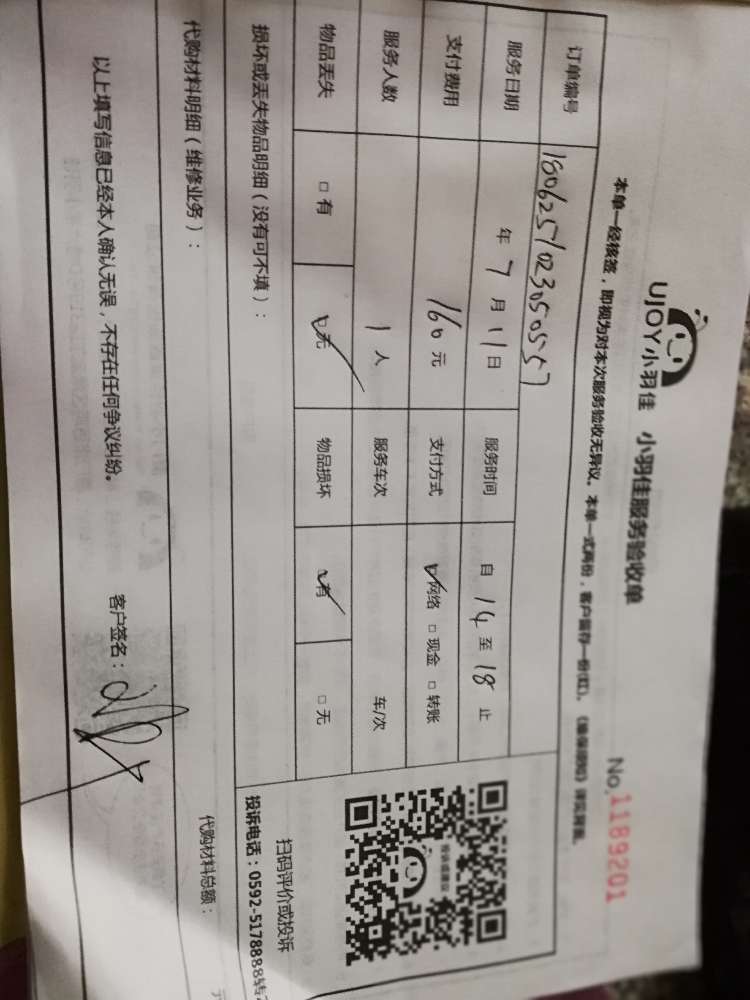 UJOY小羽佳 小羽佳服务验收单
No.1189201
本单一经核签，即视为对本次服务验收无异议。本单一式两份，客户留存一份(红)。
订单编号 1806251023050557
服务日期 年 7 月 11 日 服务时间 自 14 至 18 止
支付费用 160 元 支付方式 □网络 □现金 □转账
服务人数 1 人 服务车次 车/次
物品丢失 □有 □无 物品损坏 □有 □无
损坏或丢失物品明细（没有可不填）：
扫码评价或投诉
投诉电话：0592-5178888转
代购材料明细（维修业务）：
代购材料总额：
以上填写信息已经本人确认无误，不存在任何争议纠纷。 客户签名：